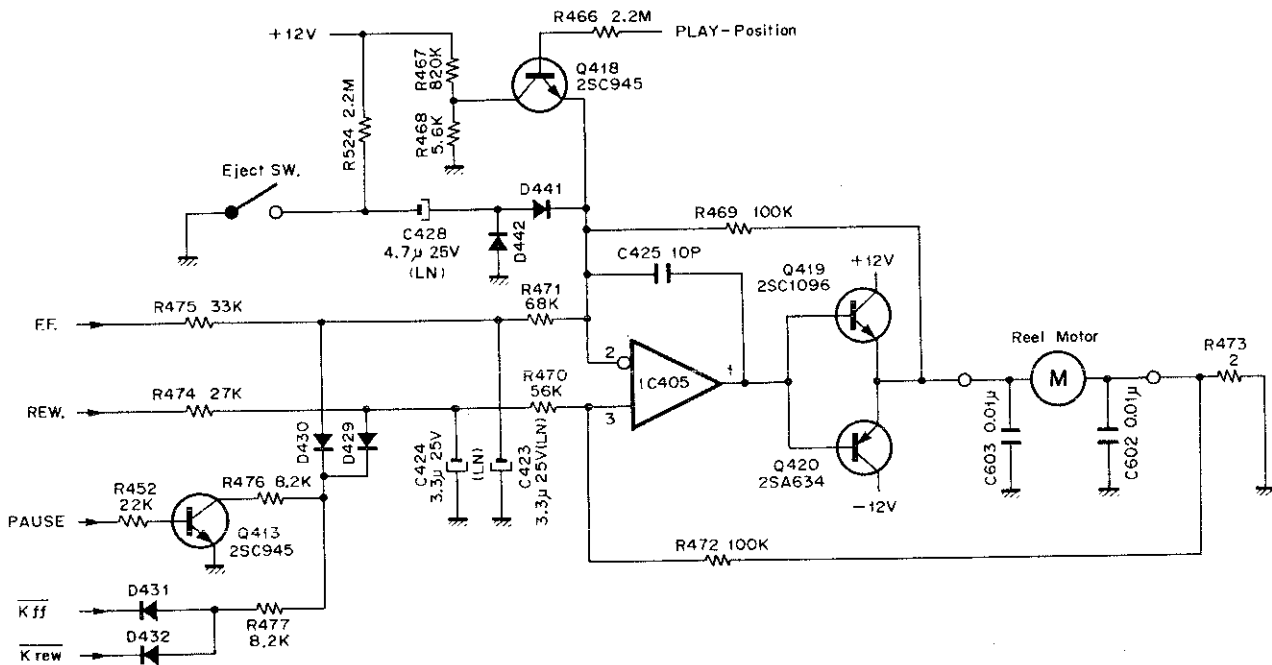 R466 2.2M
PLAY-Position
+12V
R467
820K
Q418
2SC945
R524 2.2M
R468
5.6K
Eject SW.
D441
R469 100K
C428
4.7μ 25V
(LN)
D442
C425 10P
Q419
2SC1096
+12V
R475 33K
R471
68K
F.F.
Reel Motor
R473
2
2
IC405
1
M
R474 27K
R470
56K
REW.
3
D430
D429
C424
3.3μ 25V
(LN)
C423
3.3μ 25V(LN)
Q420
2SA634
-12V
C603 0.01μ
C602 0.01μ
R452
22K
R476 8.2K
PAUSE
Q413
2SC945
R472 100K
D431
Kff
R477
8.2K
D432
Krew